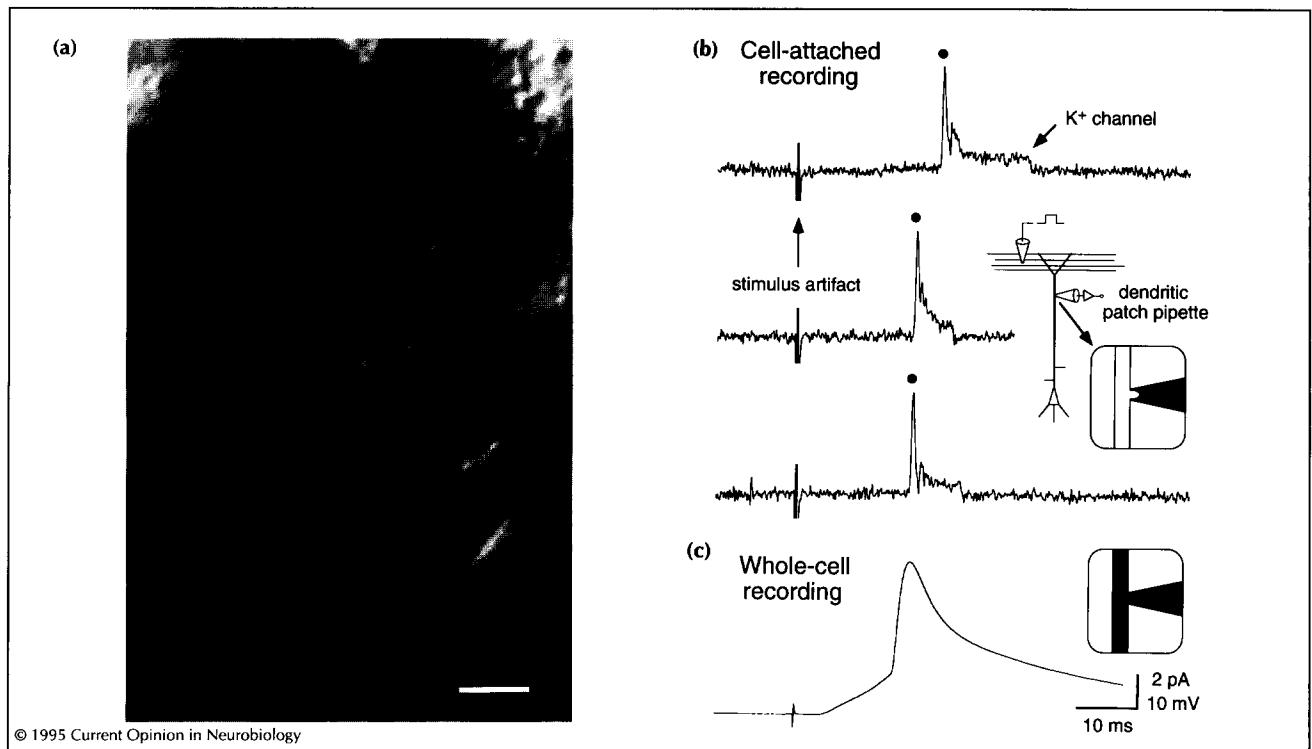 (a)
(b) Cell-attached
recording
K⁺ channel
stimulus artifact
dendritic
patch pipette
(c) Whole-cell
recording
2 pA
10 mV
10 ms
© 1995 Current Opinion in Neurobiology